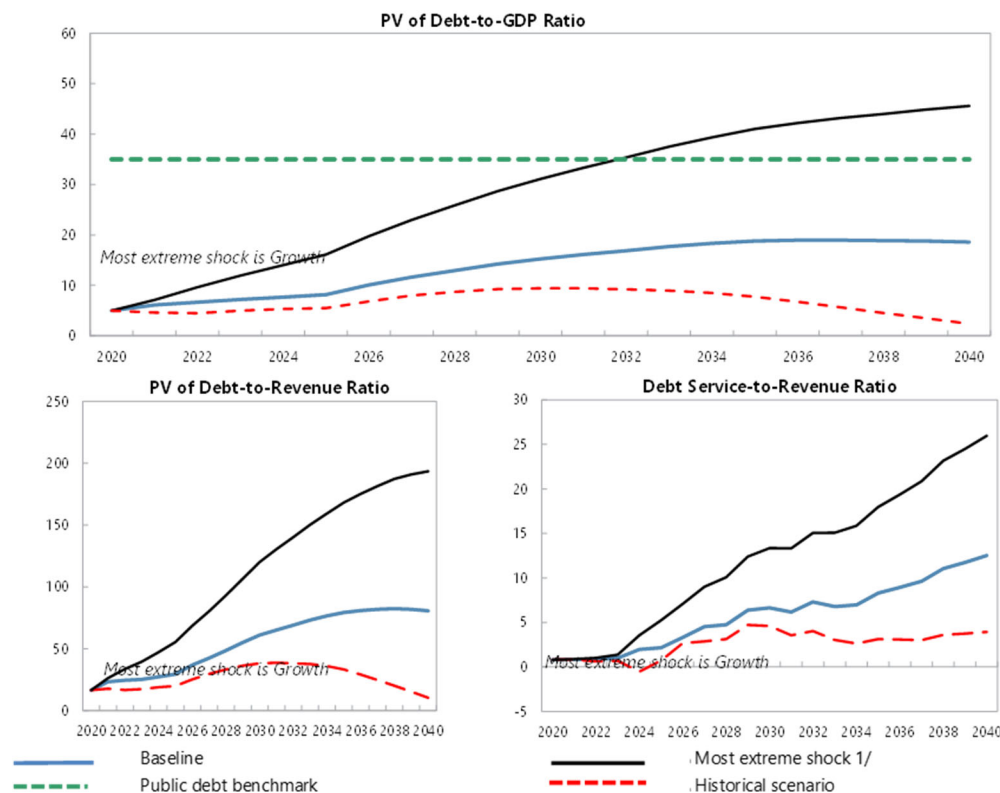 PV of Debt-to-GDP Ratio
60
50
40
30
20
10
0
Most extreme shock is Growth
2020 2022 2024 2026 2028 2030 2032 2034 2036 2038 2040
PV of Debt-to-Revenue Ratio
250
200
150
100
50
0
Most extreme shock is Growth
2020 2022 2024 2026 2028 2030 2032 2034 2036 2038 2040
Debt Service-to-Revenue Ratio
30
25
20
15
10
5
0
-5
Most extreme shock is Growth
2020 2022 2024 2026 2028 2030 2032 2034 2036 2038 2040
Baseline
Most extreme shock 1/
Public debt benchmark
Historical scenario